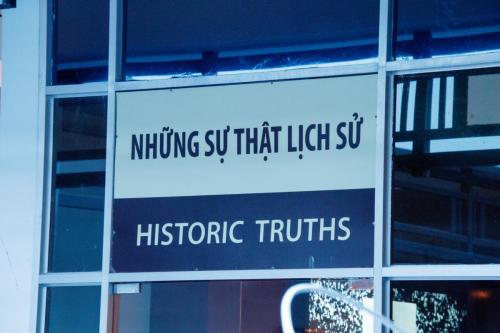 NHỮNG SỰ THẬT LỊCH SỬ
HISTORIC TRUTHS